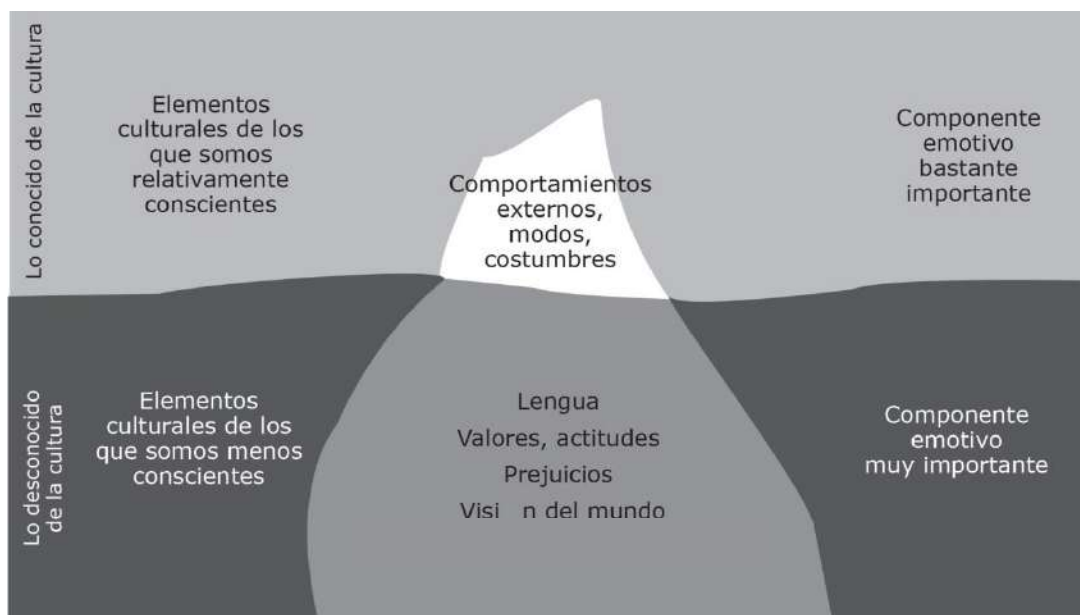 Lo conocido de la cultura
Elementos
culturales de los
que somos
relativamente
conscientes
Comportamientos
externos,
modos,
costumbres
Componente
emotivo
bastante
importante
Lo desconocido
de la cultura
Elementos
culturales de los
que somos menos
conscientes
Lengua
Valores, actitudes
Prejuicios
Visi n del mundo
Componente
emotivo
muy importante